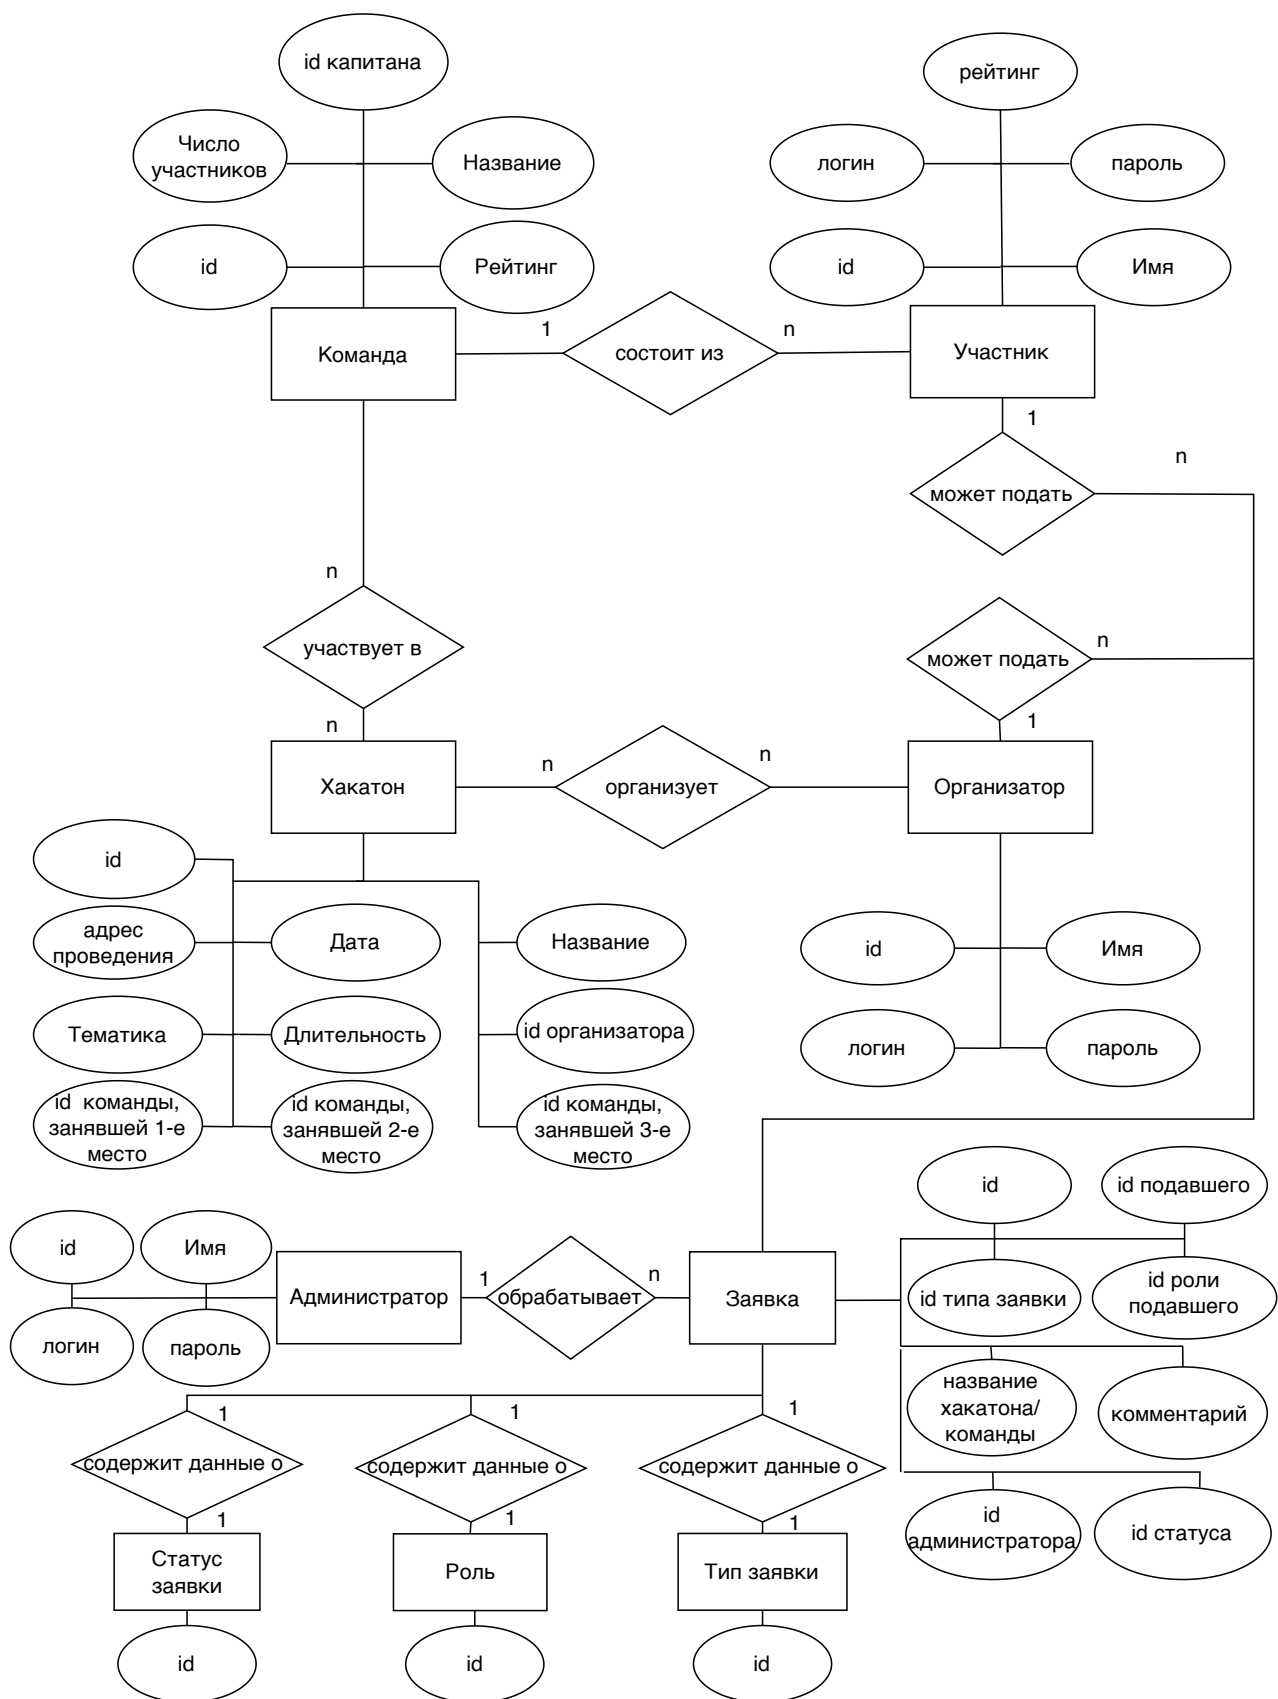 id капитана
рейтинг
Число
участников
Название
логин
пароль
id
Рейтинг
id
Имя
Команда
1
состоит из
n
Участник
1
n
может подать
n
участвует в
может подать
n
n
1
Хакатон
n
организует
n
Организатор
id
адрес
проведения
Дата
Название
id
Имя
Тематика
Длительность
id организатора
логин
пароль
id команды,
занявшей 1-е
место
id команды,
занявшей 2-е
место
id команды,
занявшей 3-е
место
id
id подавшего
id
Имя
Администратор
1
обрабатывает
n
Заявка
id типа заявки
id роли
подавшего
логин
пароль
название
хакатона/
команды
комментарий
1
1
1
содержит данные о
содержит данные о
содержит данные о
1
1
1
id
администратора
id статуса
Статус
заявки
Роль
Тип заявки
id
id
id